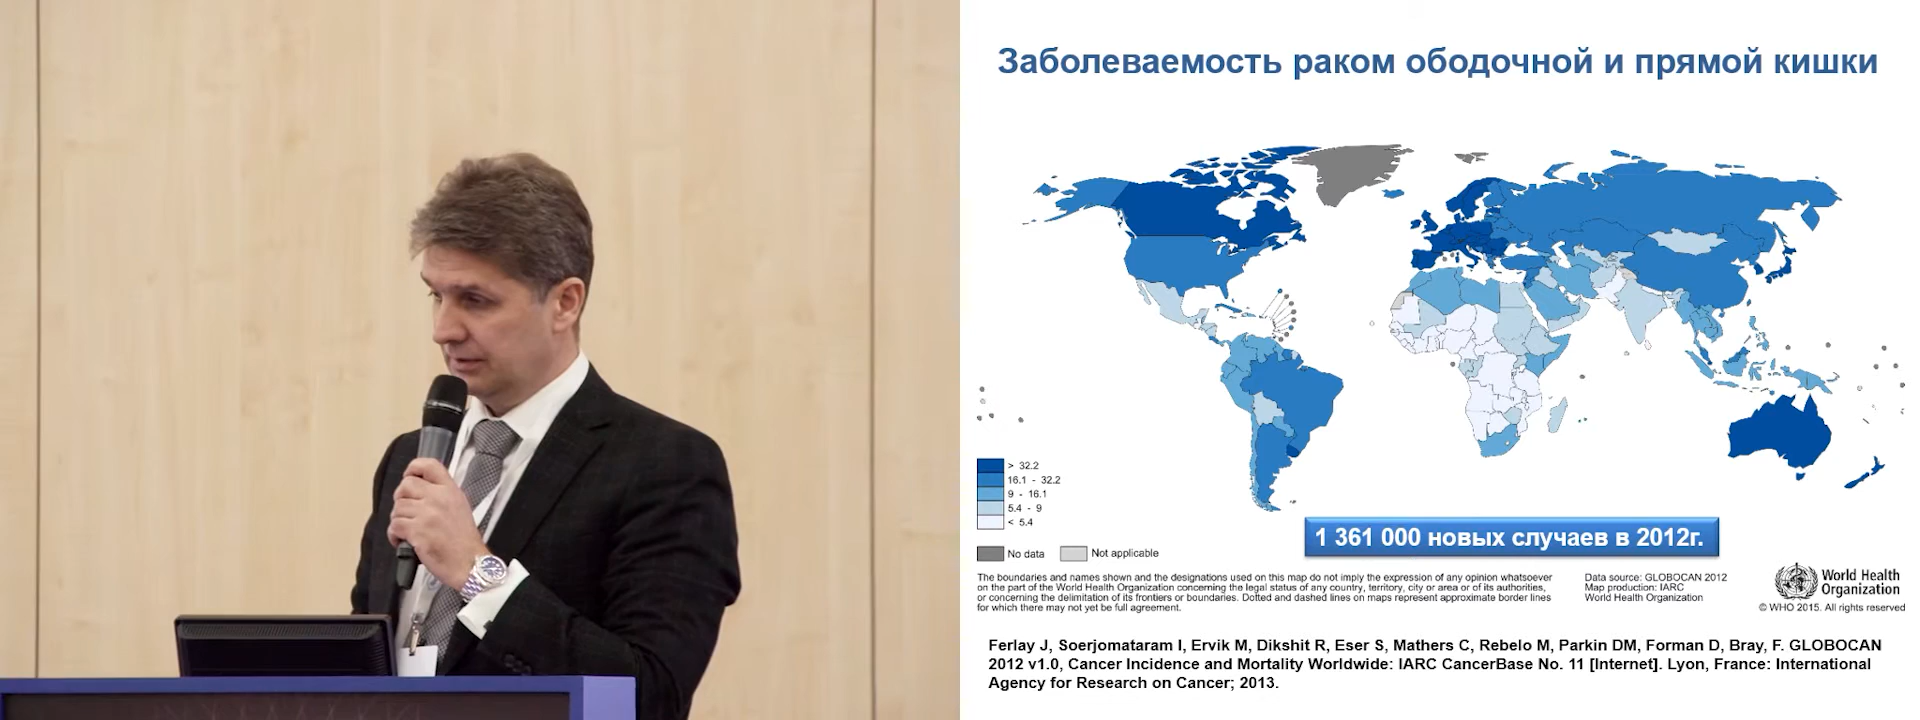 Заболеваемость раком ободочной и прямой кишки
> 32.2
16.1 - 32.2
9 - 16.1
5.4 - 9
< 5.4
No data
Not applicable
1 361 000 новых случаев в 2012г.
The boundaries and names shown and the designations used on this map do not imply the expression of any opinion whatsoever
on the part of the World Health Organization concerning the legal status of any country, territory, city or area or of its authorities,
or concerning the delimitation of its frontiers or boundaries. Dotted and dashed lines on maps represent approximate border lines
for which there may not yet be full agreement.
Data source: GLOBOCAN 2012
Map production: IARC
World Health Organization
World Health
Organization
© WHO 2015. All rights reserved
Ferlay J, Soerjomataram I, Ervik M, Dikshit R, Eser S, Mathers C, Rebelo M, Parkin DM, Forman D, Bray, F. GLOBOCAN
2012 v1.0, Cancer Incidence and Mortality Worldwide: IARC CancerBase No. 11 [Internet]. Lyon, France: International
Agency for Research on Cancer; 2013.